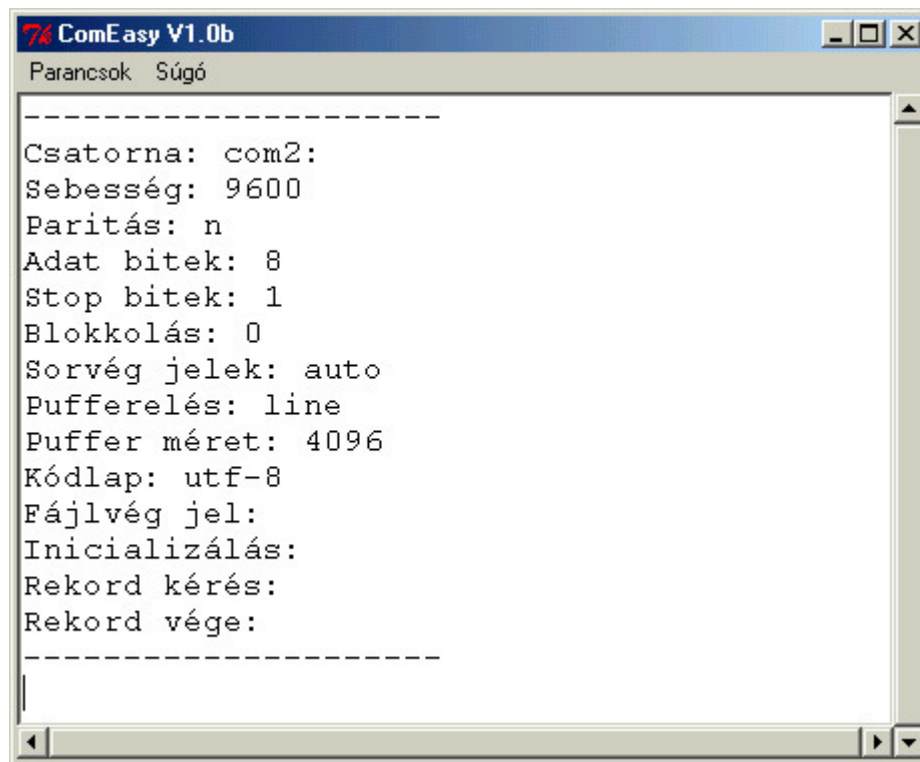 ComEasy V1.0b
Parancsok Súgó
---------------------
Csatorna: com2:
Sebesség: 9600
Paritás: n
Adat bitek: 8
Stop bitek: 1
Blokkolás: 0
Sorvég jelek: auto
Pufferelés: line
Puffer méret: 4096
Kódlap: utf-8
Fájlvég jel:
Inicializálás:
Rekord kérés:
Rekord vége:
---------------------